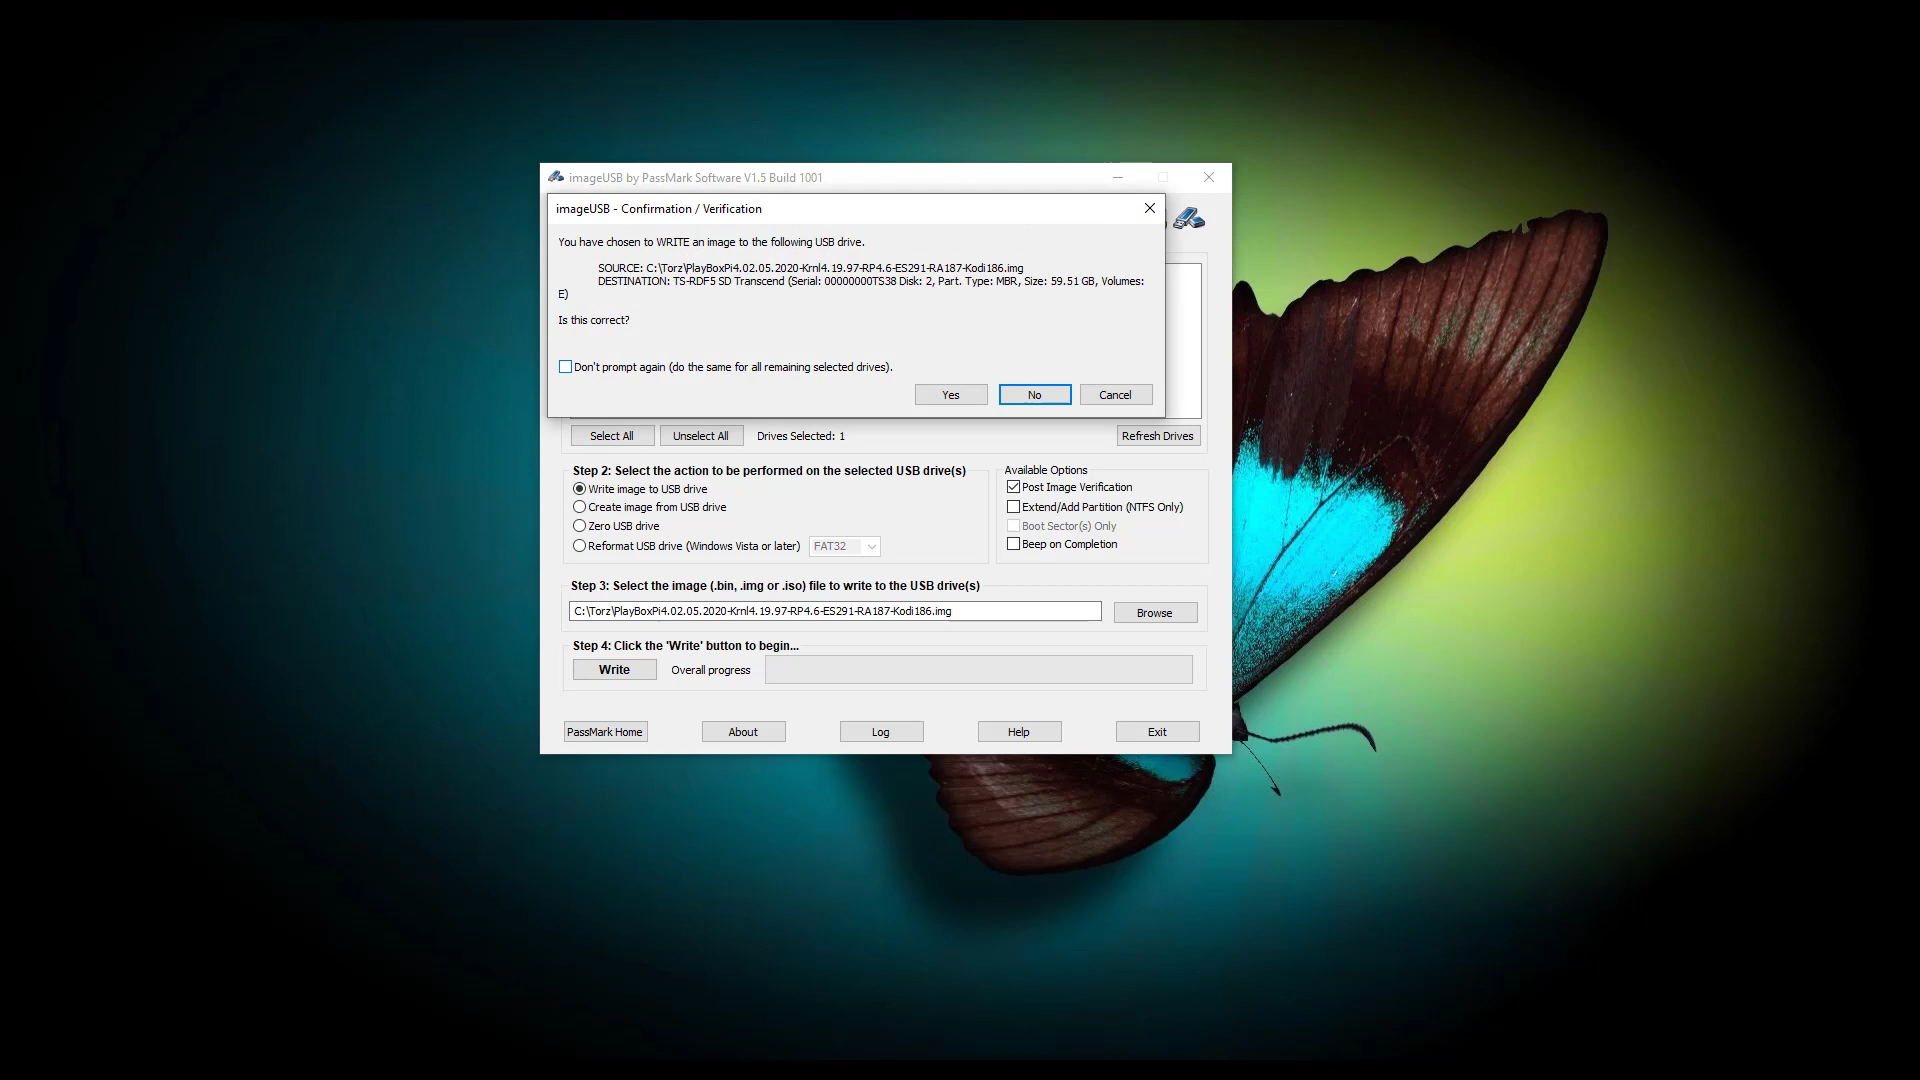 imageUSB by PassMark Software V1.5 Build 1001
imageUSB - Confirmation / Verification
You have chosen to WRITE an image to the following USB drive.
SOURCE: C:\Torz\PlayBoxPi4.02.05.2020-Krnl4.19.97-RP4.6-ES291-RA187-Kodi186.img
DESTINATION: TS-RDF5 SD Transcend (Serial: 00000000TS38 Disk: 2, Part. Type: MBR, Size: 59.51 GB, Volumes:
E)
Is this correct?
Don't prompt again (do the same for all remaining selected drives).
Yes No Cancel
Select All Unselect All Drives Selected: 1 Refresh Drives
Step 2: Select the action to be performed on the selected USB drive(s)
Write image to USB drive
Create image from USB drive
Zero USB drive
Reformat USB drive (Windows Vista or later) FAT32
Available Options
Post Image Verification
Extend/Add Partition (NTFS Only)
Boot Sector(s) Only
Beep on Completion
Step 3: Select the image (.bin, .img or .iso) file to write to the USB drive(s)
C:\Torz\PlayBoxPi4.02.05.2020-Krnl4.19.97-RP4.6-ES291-RA187-Kodi186.img Browse
Step 4: Click the 'Write' button to begin...
Write Overall progress
PassMark Home About Log Help Exit